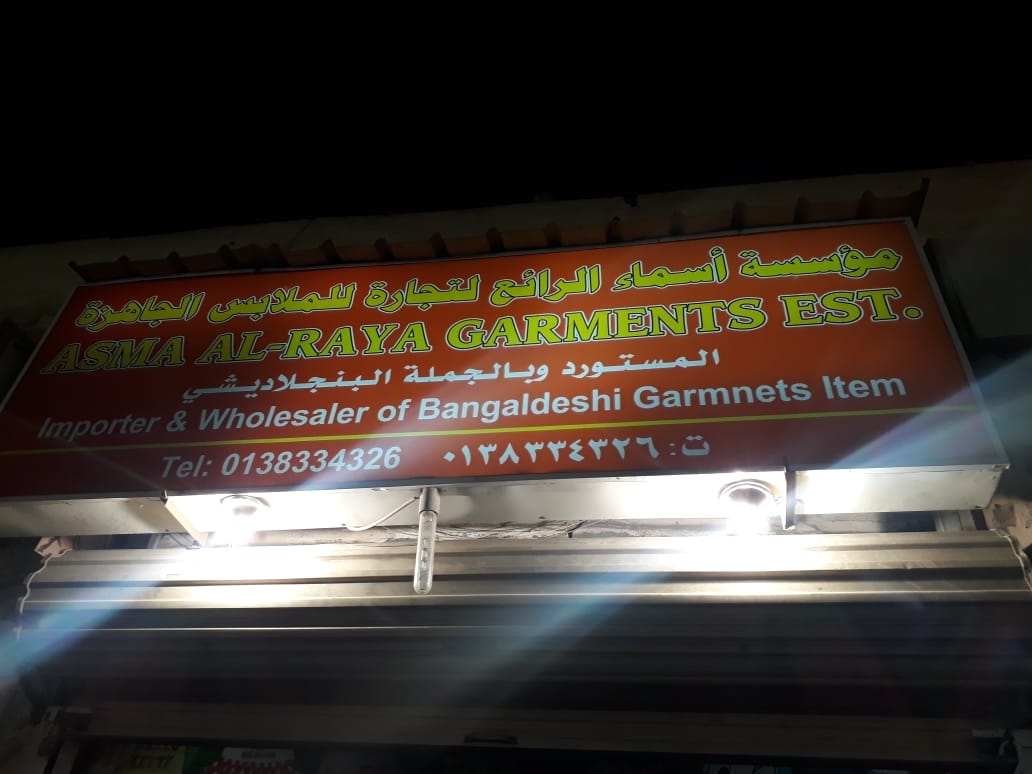 مؤسسة أسماء الرائع لتجارة للملابس الجاهزة
ASMA AL-RAYA GARMENTS EST.
المستورد وبالجملة البنجلاديشي
Importer & Wholesaler of Bangaldeshi Garmnets Item
Tel: 0138334326 ت: ٠١٣٨٣٣٤٣٢٦